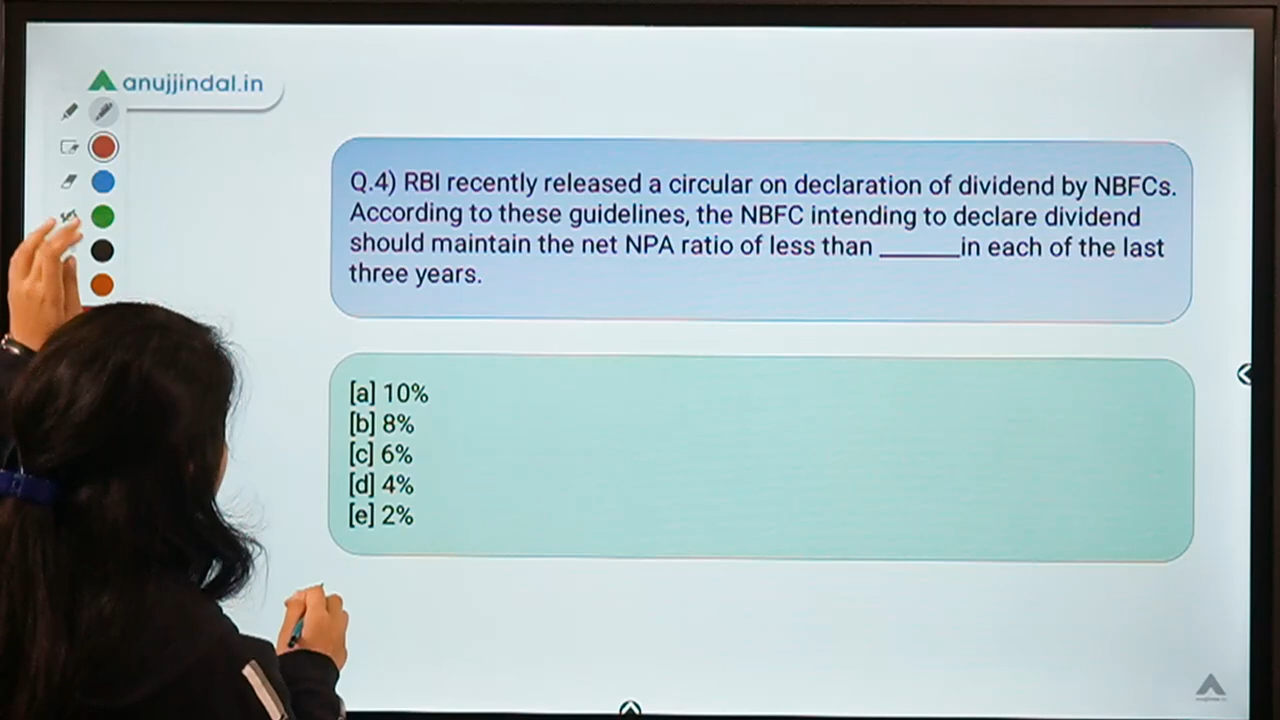 anujjindal.in
Q.4) RBI recently released a circular on declaration of dividend by NBFCs.
According to these guidelines, the NBFC intending to declare dividend
should maintain the net NPA ratio of less than ______in each of the last
three years.
[a] 10%
[b] 8%
[c] 6%
[d] 4%
[e] 2%